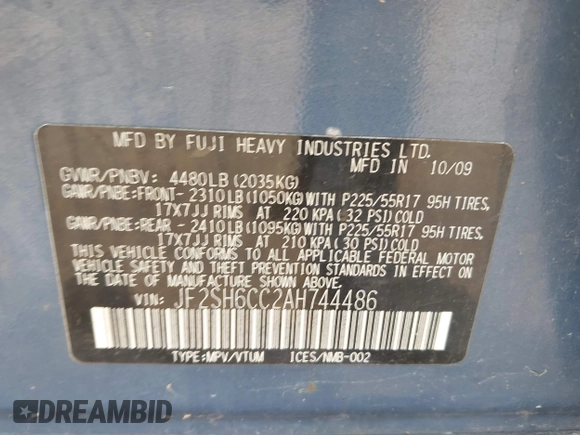 MFD BY FUJI HEAVY INDUSTRIES LTD.
MFD IN 10/09
GVWR/PNBV: 4480LB (2035KG)
GAWR/PNBE:FRONT- 2310LB (1050KG)WITH P225/55R17 95H TIRES,
17X7JJ RIMS AT 220 KPA (32 PSI)COLD
GAWR/PNBE:REAR - 2410LB (1095KG)WITH P225/55R17 95H TIRES,
17X7JJ RIMS AT 210 KPA (30 PSI)COLD
THIS VEHICLE CONFORMS TO ALL APPLICABLE FEDERAL MOTOR
VEHICLE SAFETY AND THEFT PREVENTION STANDARDS IN EFFECT ON
THE DATE OF MANUFACTURE SHOWN ABOVE.
VIN: JF2SH6CC2AH744486
TYPE:MPV/VTUM ICES/NMB-002
DREAMBID